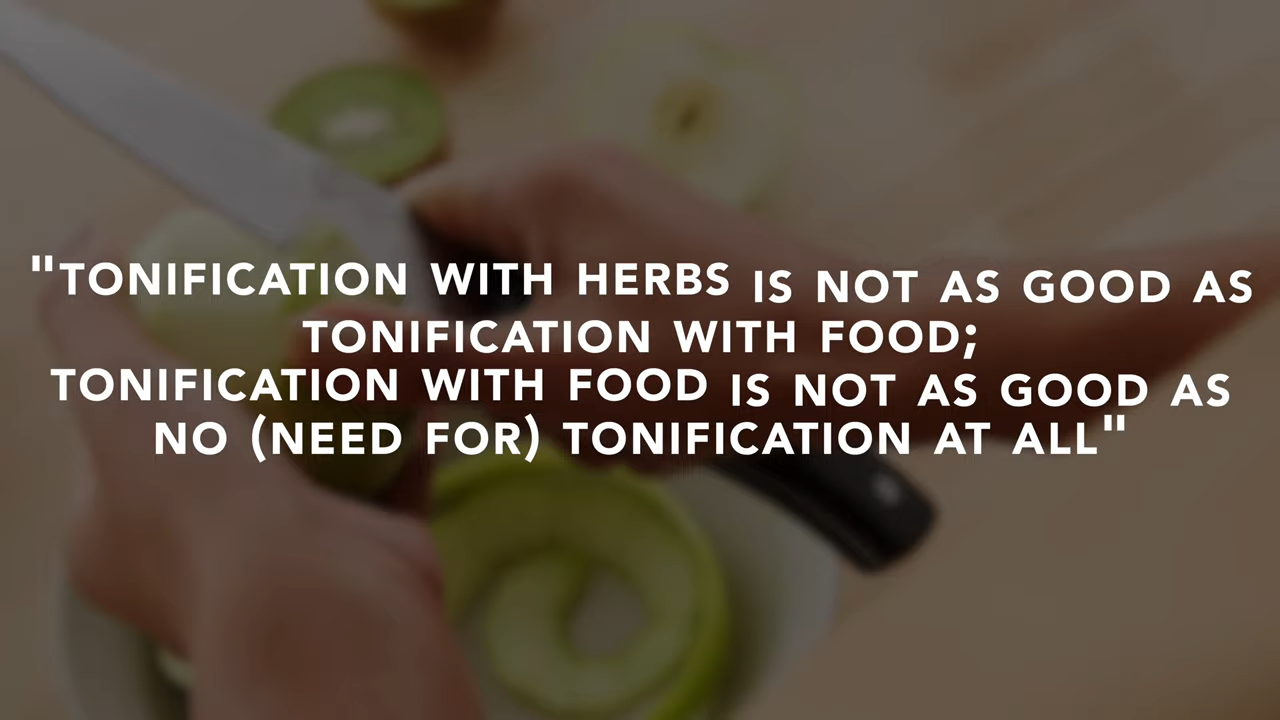 "TONIFICATION WITH HERBS IS NOT AS GOOD AS
TONIFICATION WITH FOOD;
TONIFICATION WITH FOOD IS NOT AS GOOD AS
NO (NEED FOR) TONIFICATION AT ALL"